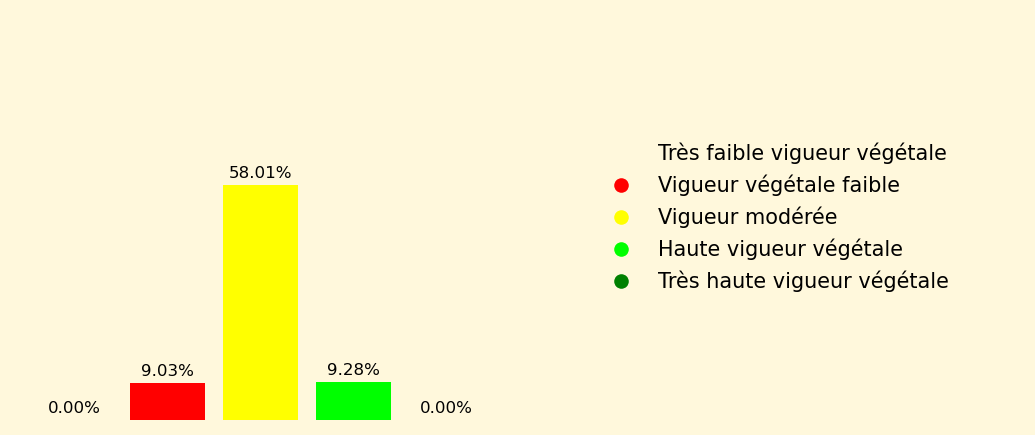 58.01%
9.03%
9.28%
0.00%
0.00%
Très faible vigueur végétale
Vigueur végétale faible
Vigueur modérée
Haute vigueur végétale
Très haute vigueur végétale